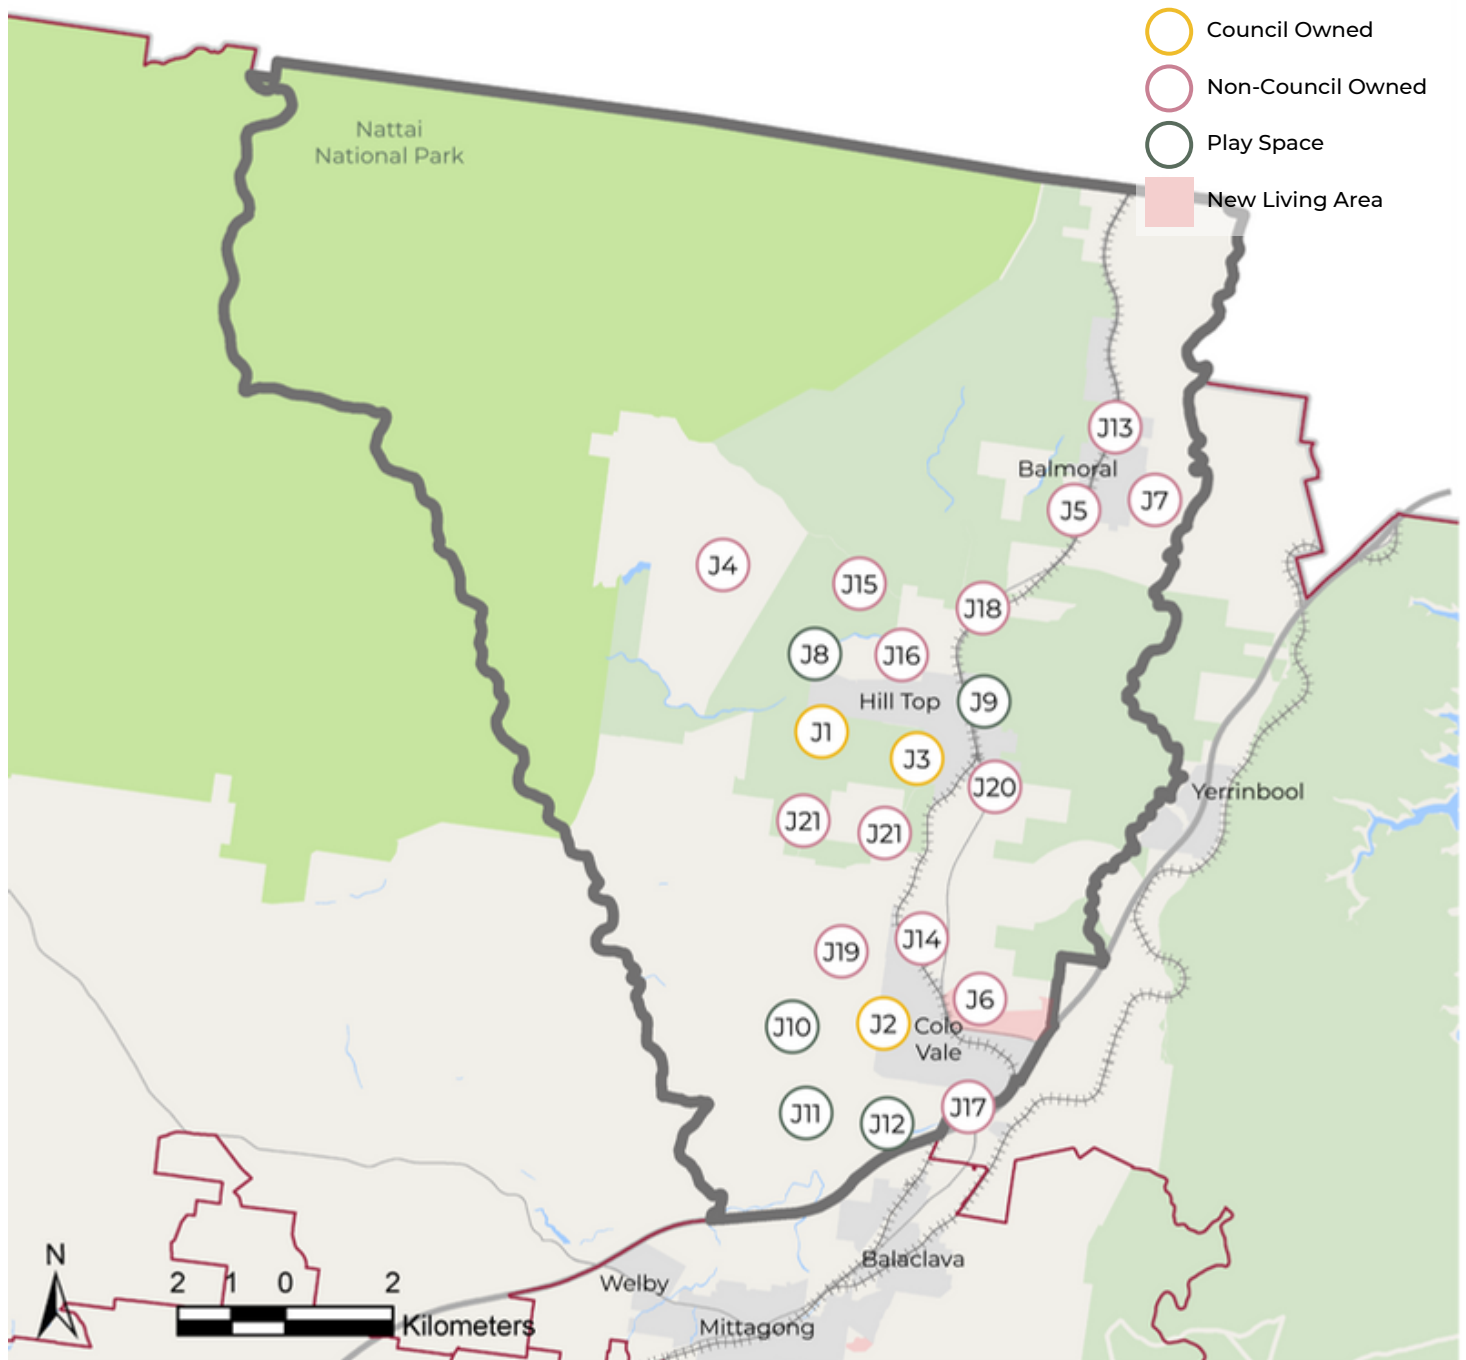 Council Owned
Non-Council Owned
Play Space
New Living Area
Nattai
National Park
J13
Balmoral
J5
J7
J4
J15
J18
J8
J16
Hill Top
J9
J1
J3
J20
Yerrinbool
J21
J21
J14
J19
J6
J10
J2
Colo
Vale
J11
J12
J17
Balaclava
Welby
Mittagong
N
2 1 0 2
Kilometers